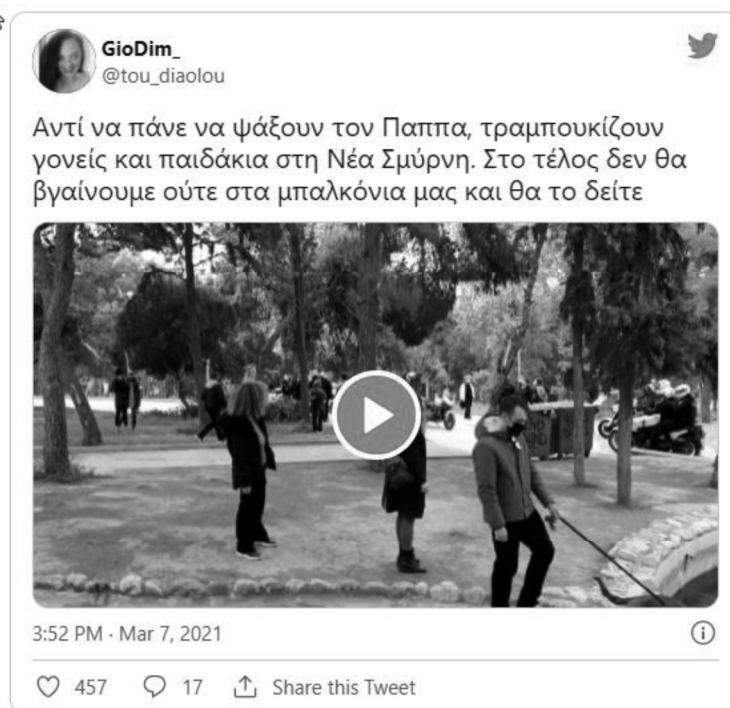 GioDim_
@tou_diaolou
Αντί να πάνε να ψάξουν τον Παππα, τραμπουκίζουν
γονείς και παιδάκια στη Νέα Σμύρνη. Στο τέλος δεν θα
βγαίνουμε ούτε στα μπαλκόνια μας και θα το δείτε
3:52 PM · Mar 7, 2021
457 17 Share this Tweet